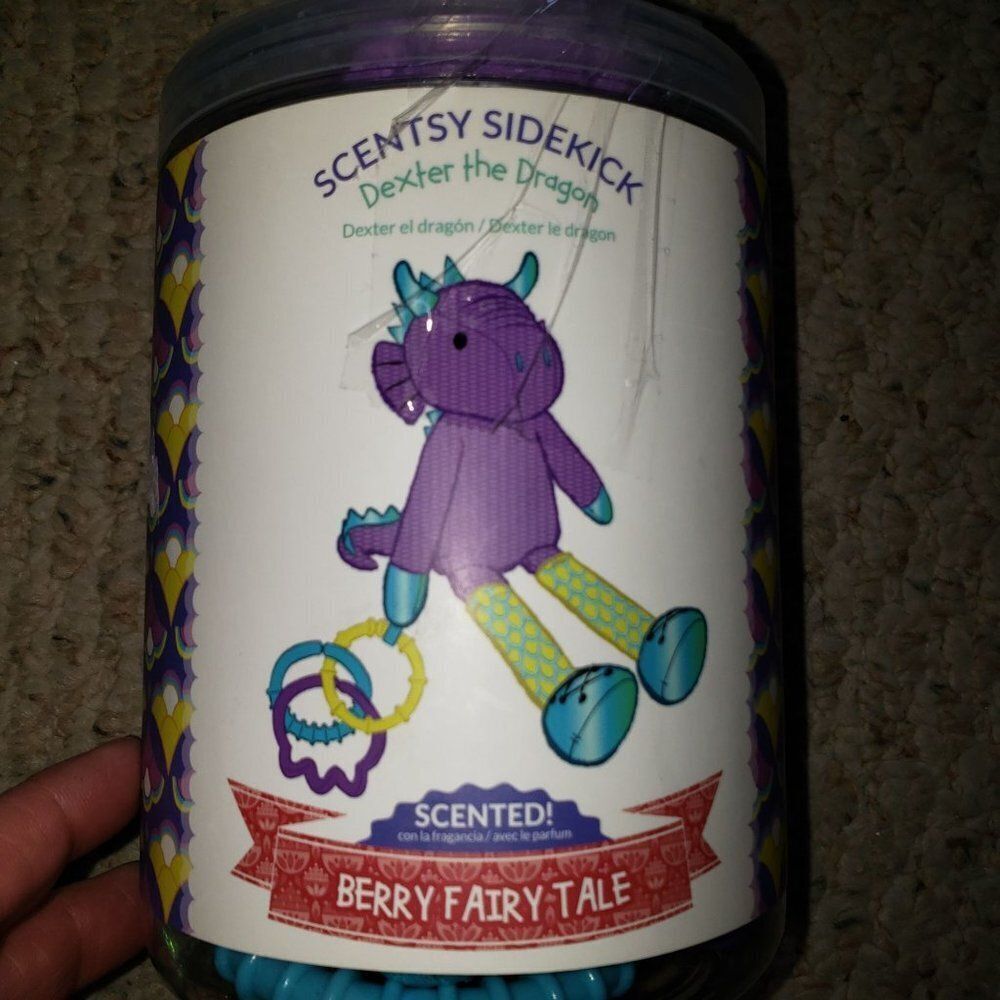 SCENTSY SIDEKICK
Dexter the Dragon
Dexter el dragón / Dexter le dragon
SCENTED!
con la fragancia / avec le parfum
BERRY FAIRY TALE